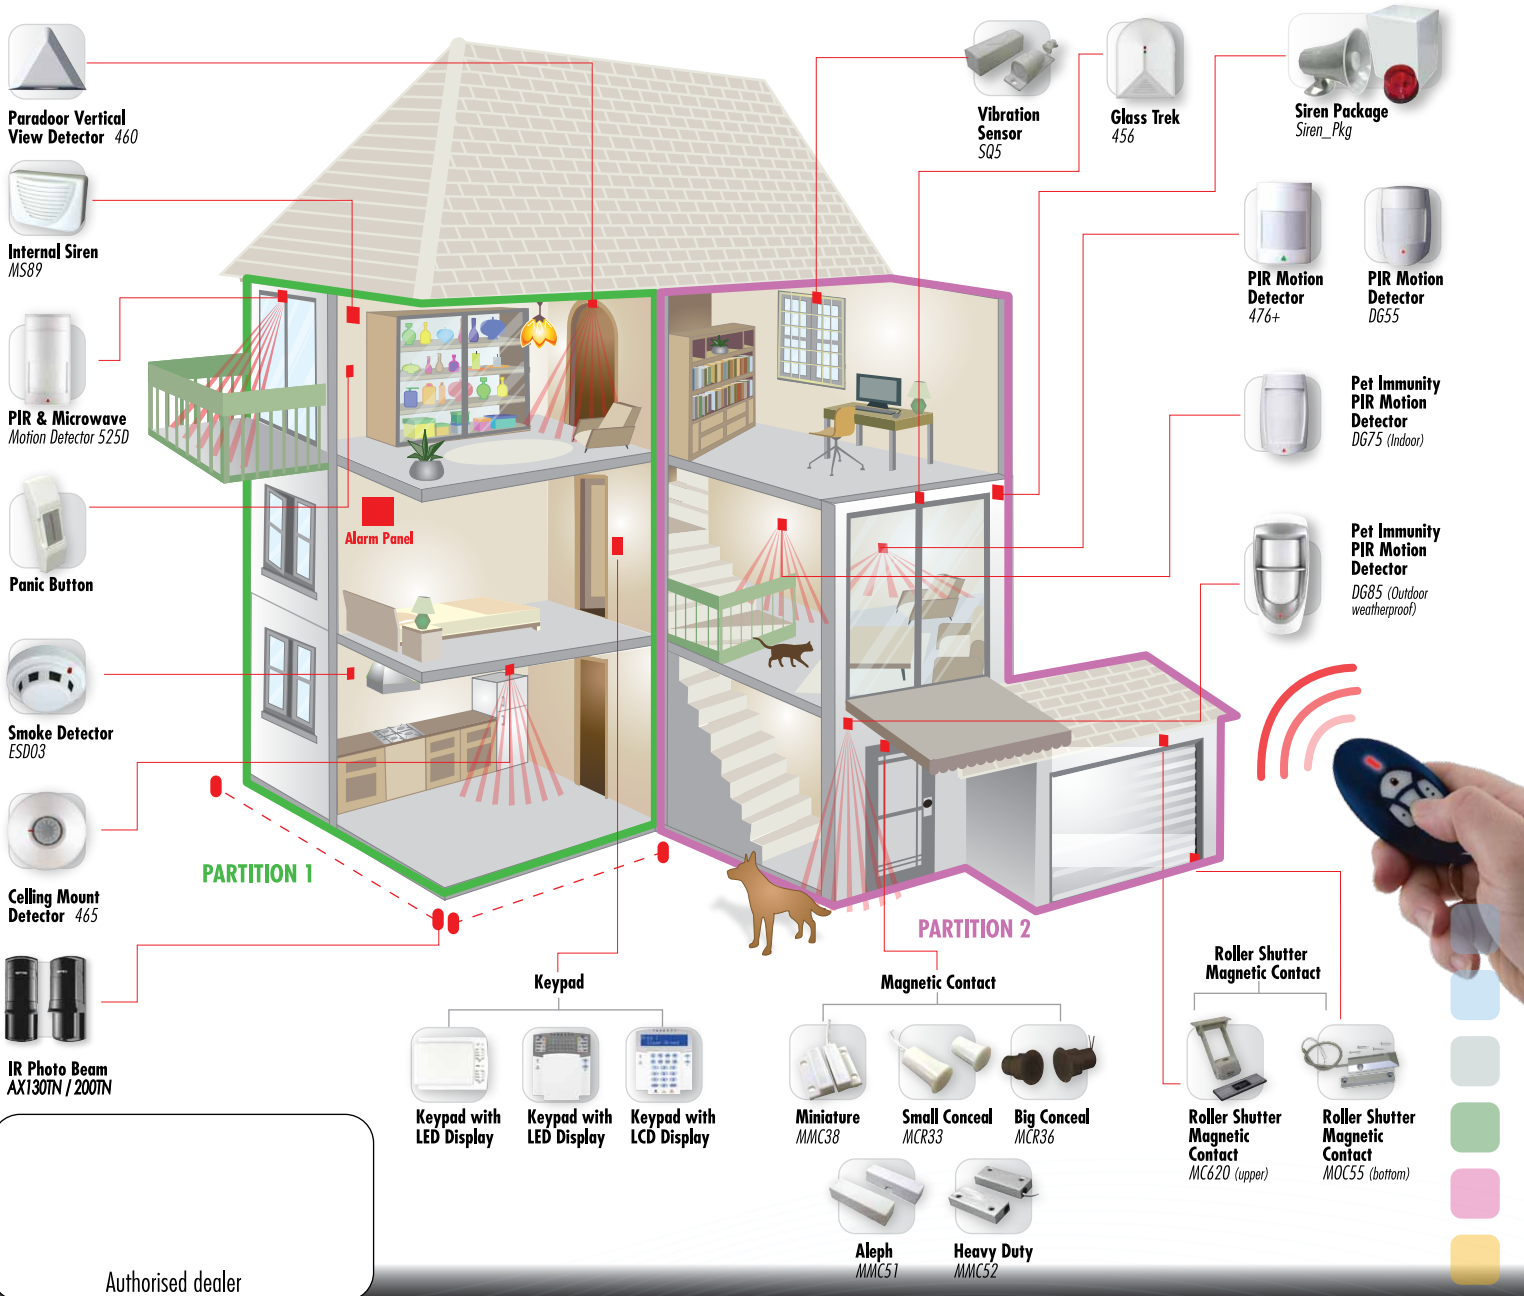 Paradoor Vertical
View Detector 460
Internal Siren
MS89
PIR & Microwave
Motion Detector 525D
Panic Button
Smoke Detector
ESD03
Celling Mount
Detector 465
IR Photo Beam
AX130TN / 200TN
Authorised dealer
Vibration
Sensor
SQ5
Glass Trek
456
Siren Package
Siren_Pkg
PIR Motion
Detector
476+
PIR Motion
Detector
DG55
Pet Immunity
PIR Motion
Detector
DG75 (Indoor)
Pet Immunity
PIR Motion
Detector
DG85 (Outdoor
weatherproof)
Alarm Panel
PARTITION 1
PARTITION 2
Keypad
Keypad with
LED Display
Keypad with
LED Display
Keypad with
LCD Display
Magnetic Contact
Miniature
MMC38
Small Conceal
MCR33
Big Conceal
MCR36
Aleph
MMC51
Heavy Duty
MMC52
Roller Shutter
Magnetic Contact
Roller Shutter
Magnetic
Contact
MC620 (upper)
Roller Shutter
Magnetic
Contact
MOC55 (bottom)